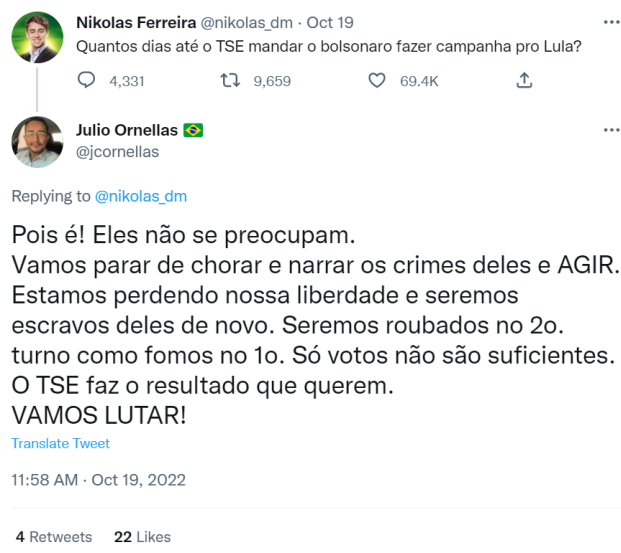 Nikolas Ferreira @nikolas_dm · Oct 19
Quantos dias até o TSE mandar o bolsonaro fazer campanha pro Lula?
4,331 9,659 69.4K
Julio Ornellas
@jcornellas
Replying to @nikolas_dm
Pois é! Eles não se preocupam.
Vamos parar de chorar e narrar os crimes deles e AGIR.
Estamos perdendo nossa liberdade e seremos
escravos deles de novo. Seremos roubados no 2o.
turno como fomos no 1o. Só votos não são suficientes.
O TSE faz o resultado que querem.
VAMOS LUTAR!
Translate Tweet
11:58 AM · Oct 19, 2022
4 Retweets 22 Likes